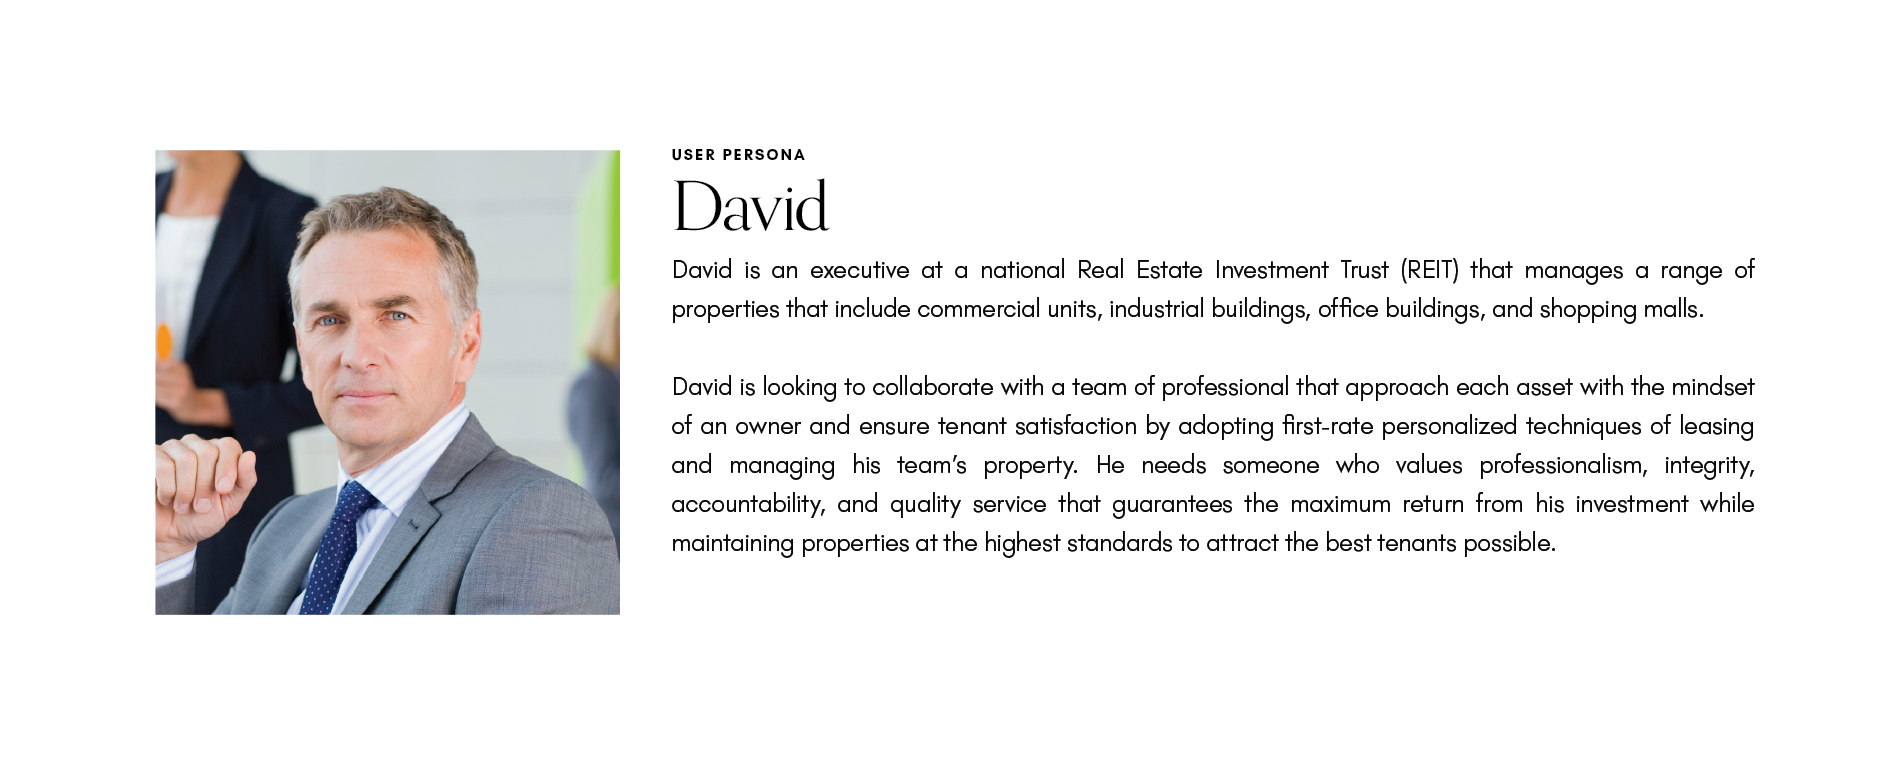 USER PERSONA
David
David is an executive at a national Real Estate Investment Trust (REIT) that manages a range of
properties that include commercial units, industrial buildings, office buildings, and shopping malls.
David is looking to collaborate with a team of professional that approach each asset with the mindset
of an owner and ensure tenant satisfaction by adopting first-rate personalized techniques of leasing
and managing his team’s property. He needs someone who values professionalism, integrity,
accountability, and quality service that guarantees the maximum return from his investment while
maintaining properties at the highest standards to attract the best tenants possible.